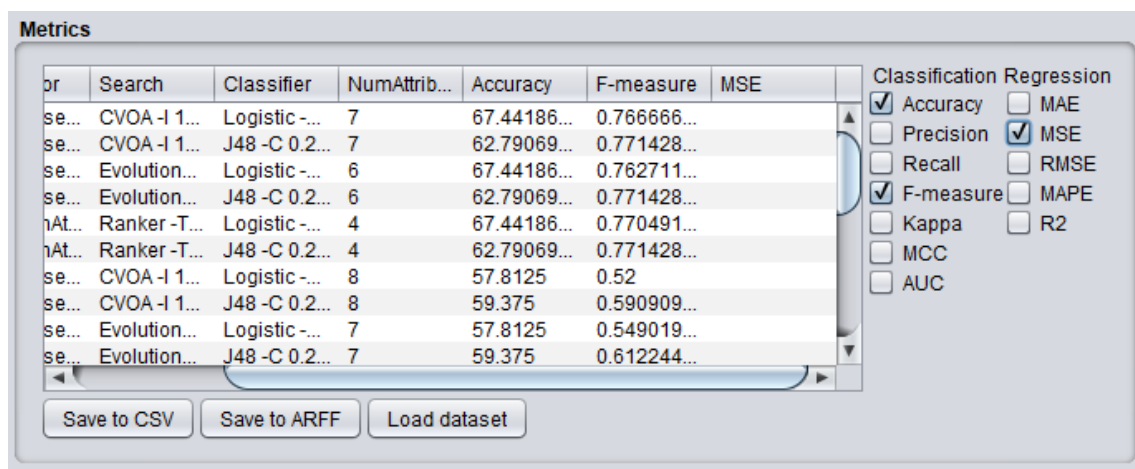 Metrics
or Search Classifier NumAttrib... Accuracy F-measure MSE
se... CVOA -I 1... Logistic -... 7 67.44186... 0.766666...
se... CVOA -I 1... J48 -C 0.2... 7 62.79069... 0.771428...
se... Evolution... Logistic -... 6 67.44186... 0.762711...
se... Evolution... J48 -C 0.2... 6 62.79069... 0.771428...
nAt... Ranker -T... Logistic -... 4 67.44186... 0.770491...
nAt... Ranker -T... J48 -C 0.2... 4 62.79069... 0.771428...
se... CVOA -I 1... Logistic -... 8 57.8125 0.52
se... CVOA -I 1... J48 -C 0.2... 8 59.375 0.590909...
se... Evolution... Logistic -... 7 57.8125 0.549019...
se... Evolution... J48 -C 0.2... 7 59.375 0.612244...
Classification Regression
Accuracy MAE
Precision MSE
Recall RMSE
F-measure MAPE
Kappa R2
MCC
AUC
Save to CSV Save to ARFF Load dataset